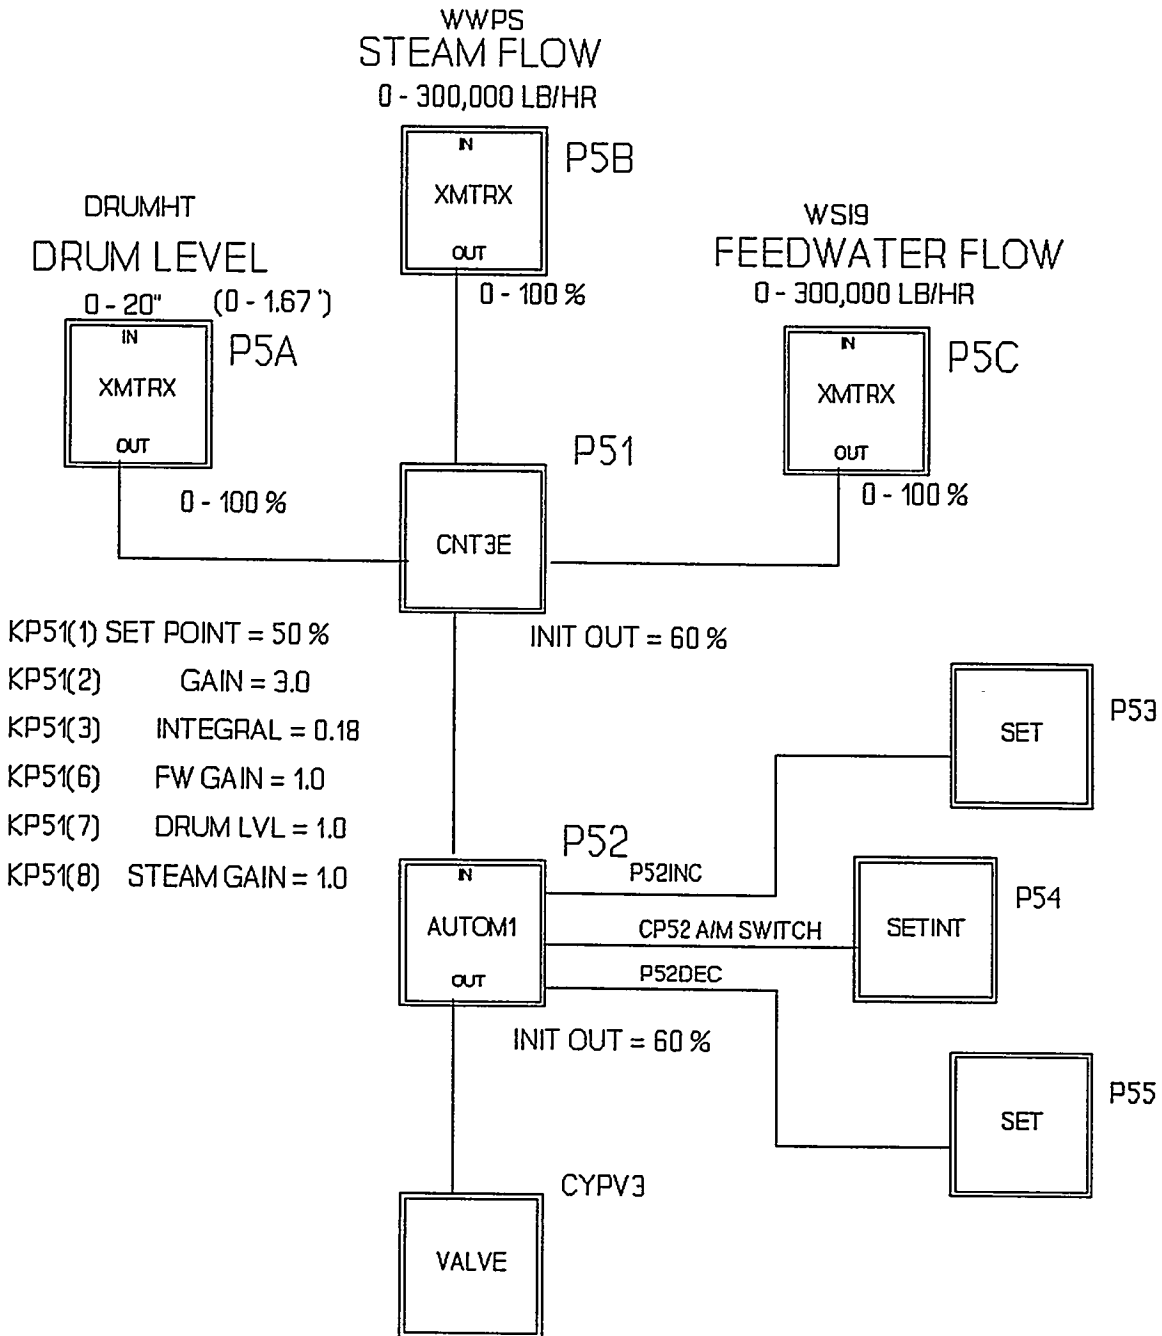 WWPS
STEAM FLOW
0 - 300,000 LB/HR
IN
XMTRX
OUT
P5B
0 - 100 %
DRUMHT
DRUM LEVEL
0 - 20" (0 - 1.67')
IN
XMTRX
OUT
P5A
0 - 100 %
WSI9
FEEDWATER FLOW
0 - 300,000 LB/HR
IN
XMTRX
OUT
P5C
0 - 100 %
P51
CNT3E
INIT OUT = 60 %
KP51(1) SET POINT = 50 %
KP51(2) GAIN = 3.0
KP51(3) INTEGRAL = 0.18
KP51(6) FW GAIN = 1.0
KP51(7) DRUM LVL = 1.0
KP51(8) STEAM GAIN = 1.0
P52
IN
AUTOM1
OUT
P52INC
CP52 A/M SWITCH
P52DEC
INIT OUT = 60 %
SET
P53
SETINT
P54
SET
P55
CYPV3
VALVE